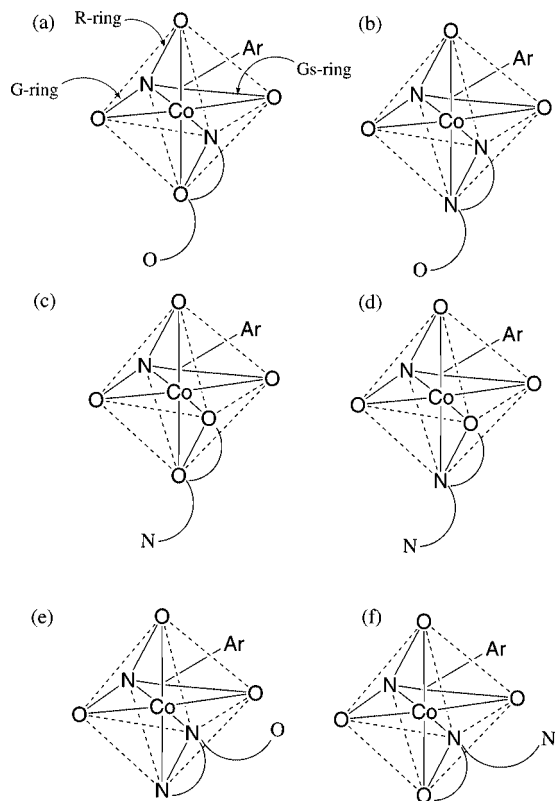 (a) R-ring O Ar (b) O Ar
G-ring N Gs-ring N
O Co O O Co O
N N
O N
O O
(c) O Ar (d) O Ar
N N
O Co O O Co O
O O
O N
N N
(e) O Ar (f) O Ar
N N
O Co O O Co O
N O N N
N O